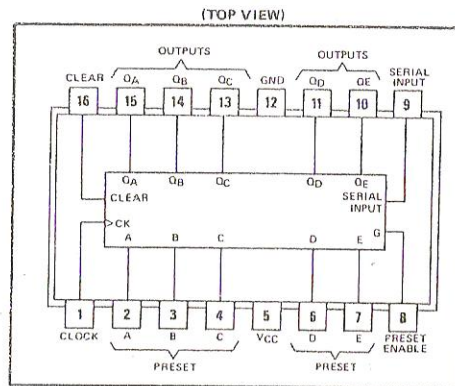 (TOP VIEW)
OUTPUTS OUTPUTS
CLEAR QA QB QC GND QD QE SERIAL INPUT
16 15 14 13 12 11 10 9
QA QB QC QD QE
CLEAR SERIAL INPUT
CK G
A B C D E
1 2 3 4 5 6 7 8
CLOCK A B C VCC D E PRESET ENABLE
PRESET PRESET